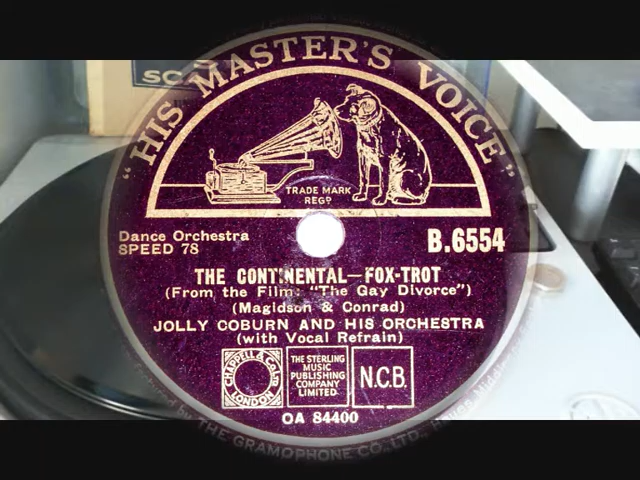 SC
"HIS MASTER'S VOICE"
TRADE MARK
REGD
Dance Orchestra
SPEED 78
B.6554
THE CONTINENTAL—FOX-TROT
(From the Film: "The Gay Divorce")
(Magidson & Conrad)
JOLLY COBURN AND HIS ORCHESTRA
(with Vocal Refrain)
CHAPPELL & CO. LTD
LONDON
THE STERLING
MUSIC
PUBLISHING
COMPANY
LIMITED
N.C.B.
OA 84400
by THE GRAMOPHONE CO., LTD.,